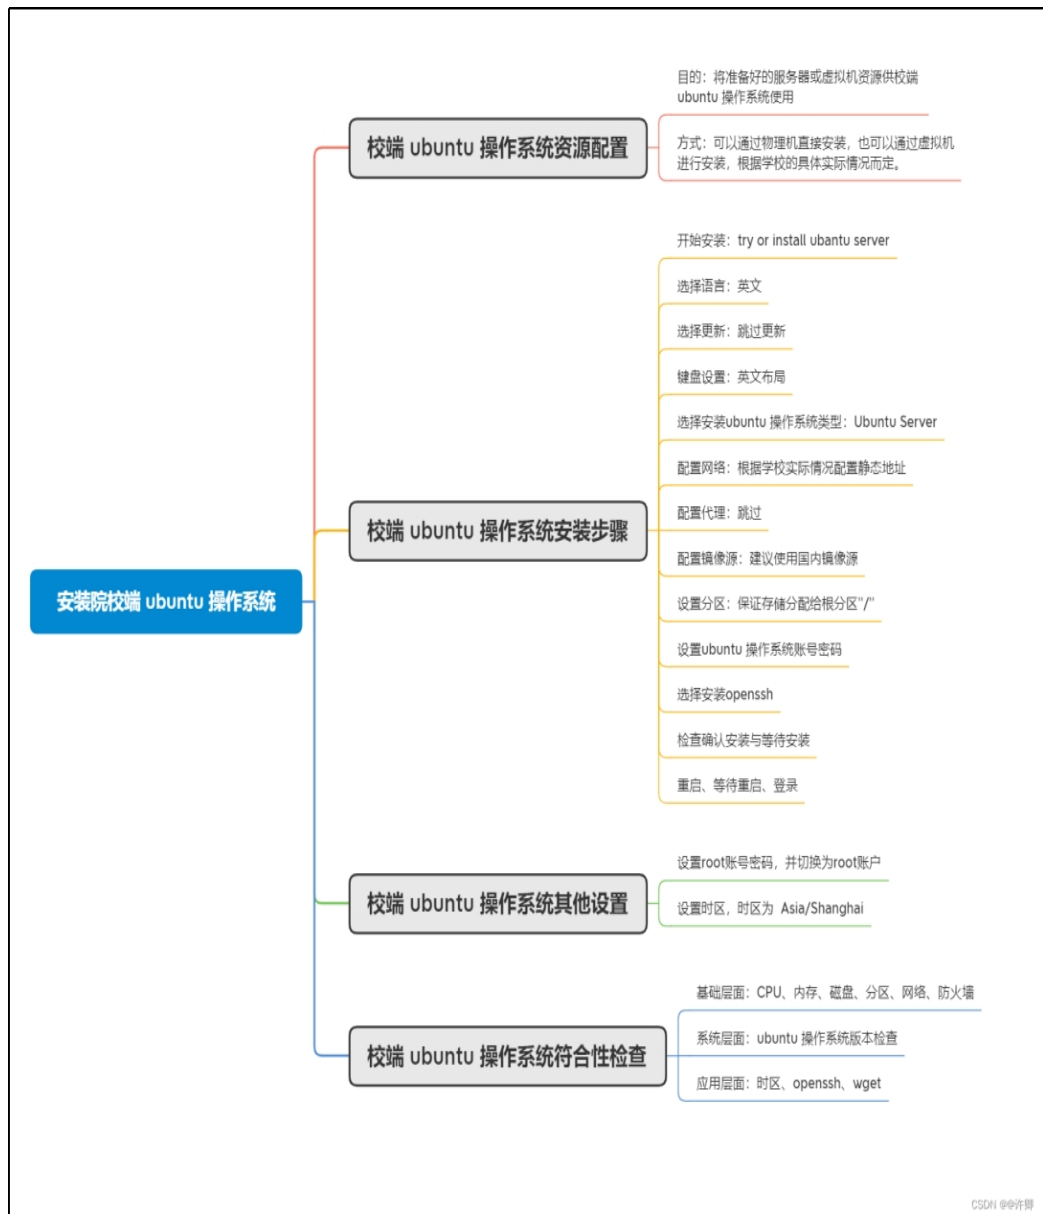 目的：将准备好的服务器或虚拟机资源供校端
ubuntu 操作系统使用
校端 ubuntu 操作系统资源配置
方式：可以通过物理机直接安装，也可以通过虚拟机
进行安装，根据学校的具体实际情况而定。
开始安装：try or install ubantu server
选择语言：英文
选择更新：跳过更新
键盘设置：英文布局
选择安装ubuntu 操作系统类型：Ubuntu Server
配置网络：根据学校实际情况配置静态地址
配置代理：跳过
校端 ubuntu 操作系统安装步骤
配置镜像源：建议使用国内镜像源
安装院校端 ubuntu 操作系统
设置分区：保证存储分配给根分区"/"
设置ubuntu 操作系统账号密码
选择安装openssh
检查确认安装与等待安装
重启、等待重启、登录
设置root账号密码，并切换为root账户
校端 ubuntu 操作系统其他设置
设置时区，时区为 Asia/Shanghai
基础层面：CPU、内存、磁盘、分区、网络、防火墙
系统层面：ubuntu 操作系统版本检查
校端 ubuntu 操作系统符合性检查
应用层面：时区、openssh、wget
CSDN @@许卿